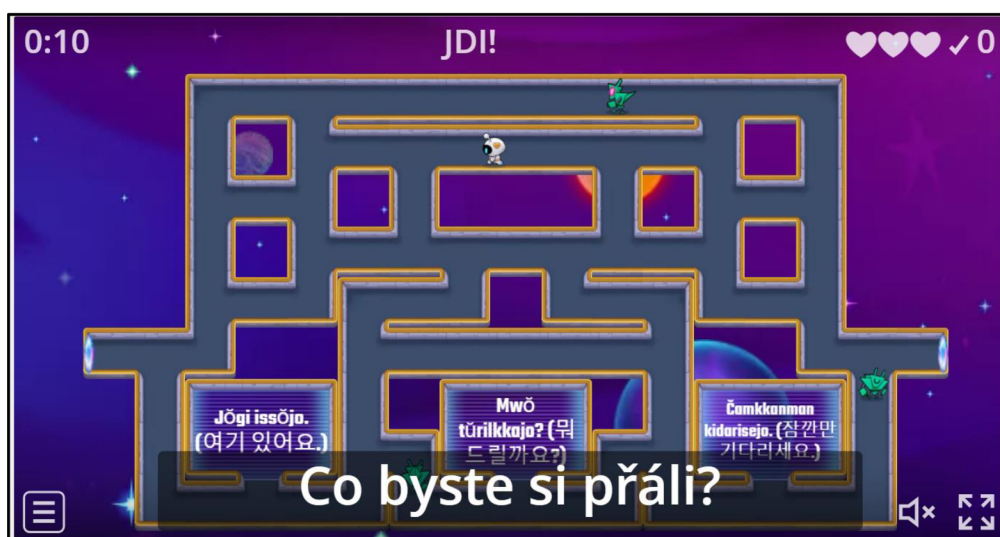 0:10
JDI!
✓ 0
Jŏgi issŏjo.
(여기 있어요.)
Mwŏ
tŭrilkkajo? (뭐
드릴까요?)
Čamkkanman
kidarisejo. (잠깐만
기다리세요.)
Co byste si přáli?